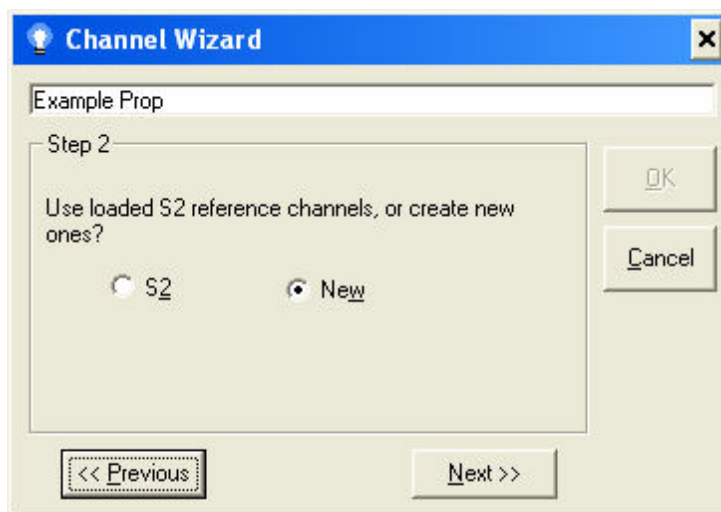 Channel Wizard
Example Prop
Step 2
OK
Use loaded S2 reference channels, or create new
ones?
Cancel
S2
New
<< Previous
Next >>